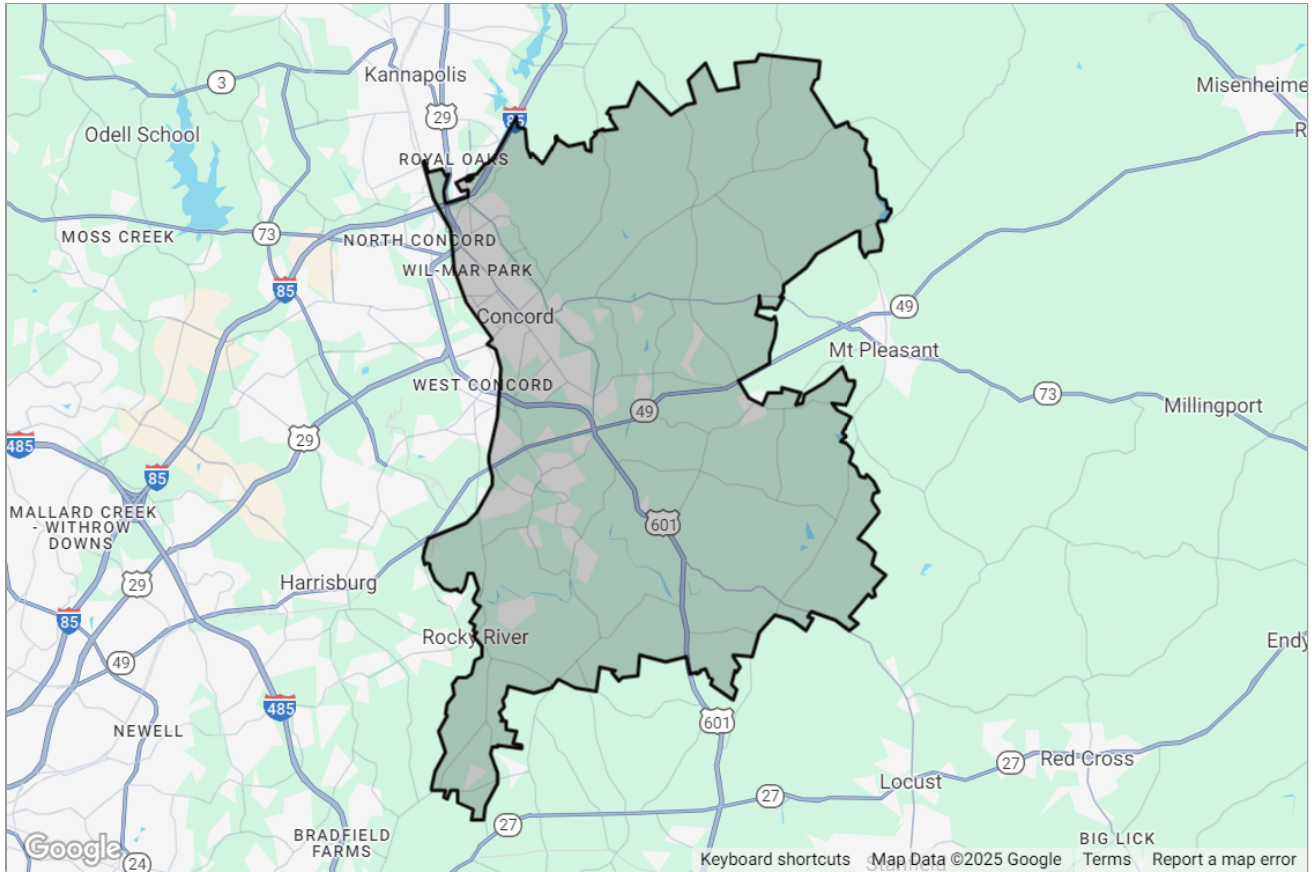 Kannapolis
Misenheime
3
29
85
Odell School
R
ROYAL OAKS
73
MOSS CREEK
NORTH CONCORD
WIL-MAR PARK
85
49
Concord
Mt Pleasant
WEST CONCORD
73
49
Millingport
29
485
85
MALLARD CREEK
- WITHROW
DOWNS
601
29
Harrisburg
85
Rocky River
Endy
49
485
NEWELL
601
27
Red Cross
Locust
27
27
BRADFIELD
FARMS
BIG LICK
24
Google
Keyboard shortcuts
Map Data ©2025 Google
Terms
Report a map error
Stanfield